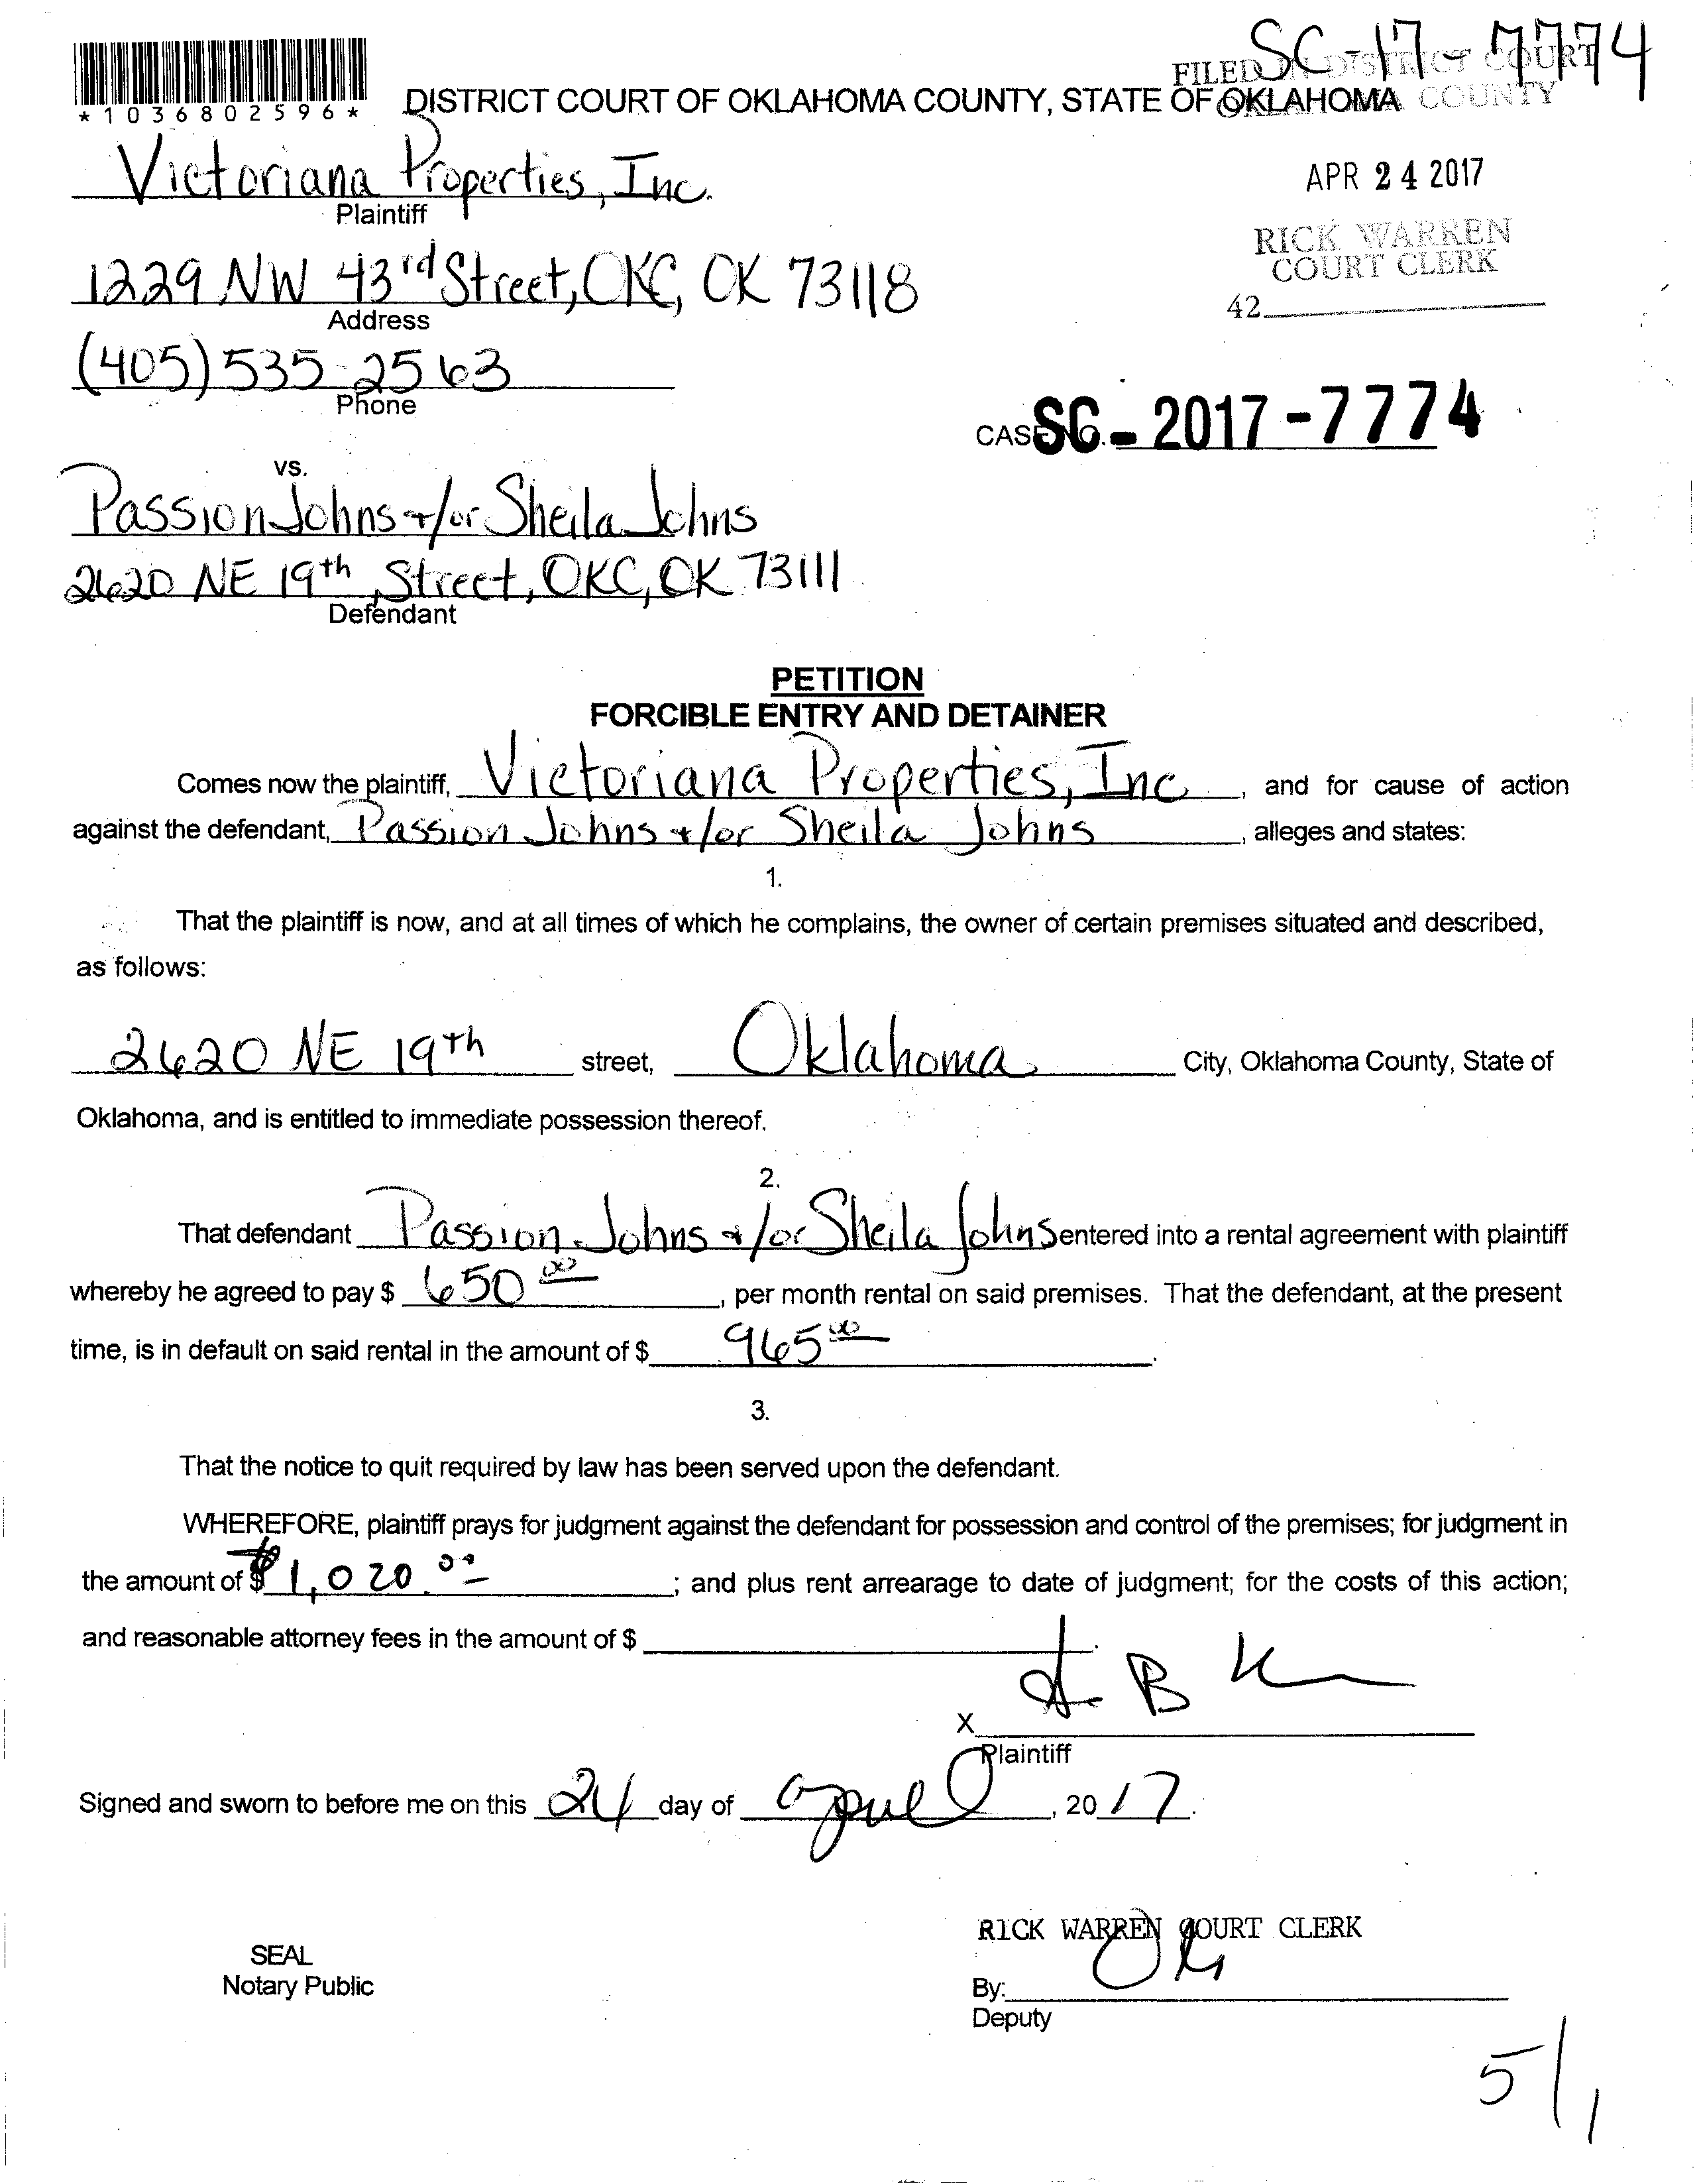 SC-17-7774
FILED IN DISTRICT COURT
*1036802596*
DISTRICT COURT OF OKLAHOMA COUNTY, STATE OF OKLAHOMA COUNTY
Victoriana Properties, Inc.
Plaintiff
APR 24 2017
RICK WARREN
COURT CLERK
42
1229 NW 43rd Street, OKC, OK 73118
Address
(405) 535-2563
Phone
CASE NO. SC - 2017 - 7774
vs.
Passion Johns +/or Sheila Johns
2620 NE 19th Street, OKC, OK 73111
Defendant
PETITION
FORCIBLE ENTRY AND DETAINER
Comes now the plaintiff, Victoriana Properties, Inc, and for cause of action
against the defendant, Passion Johns +/or Sheila Johns, alleges and states:
1.
That the plaintiff is now, and at all times of which he complains, the owner of certain premises situated and described,
as follows:
2620 NE 19th street, Oklahoma City, Oklahoma County, State of
Oklahoma, and is entitled to immediate possession thereof.
2.
That defendant Passion Johns +/or Sheila Johns entered into a rental agreement with plaintiff
whereby he agreed to pay $ 650 00, per month rental on said premises. That the defendant, at the present
time, is in default on said rental in the amount of $ 965 00.
3.
That the notice to quit required by law has been served upon the defendant.
WHEREFORE, plaintiff prays for judgment against the defendant for possession and control of the premises; for judgment in
the amount of $ 1,020.00; and plus rent arrearage to date of judgment; for the costs of this action;
and reasonable attorney fees in the amount of $.
X
Plaintiff
Signed and sworn to before me on this 24 day of april, 20 17.
RICK WARREN COURT CLERK
SEAL
Notary Public
By:
Deputy
5/1